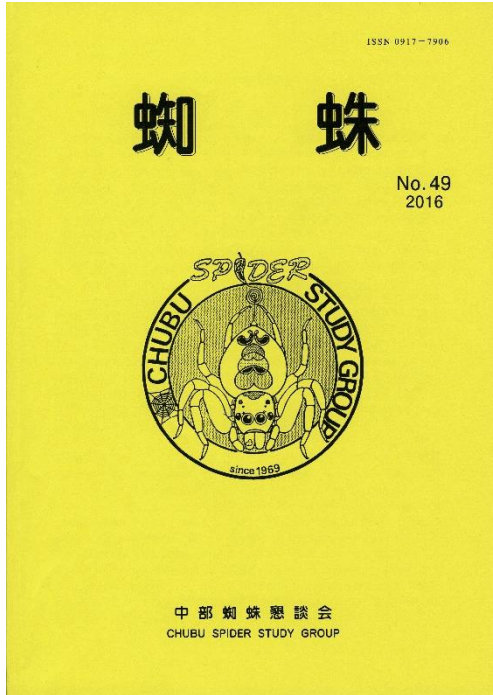 ISSN 0917-7906
蜘蛛
No. 49
2016
CHUBU SPIDER STUDY GROUP
since 1969
中部蜘蛛懇談会
CHUBU SPIDER STUDY GROUP